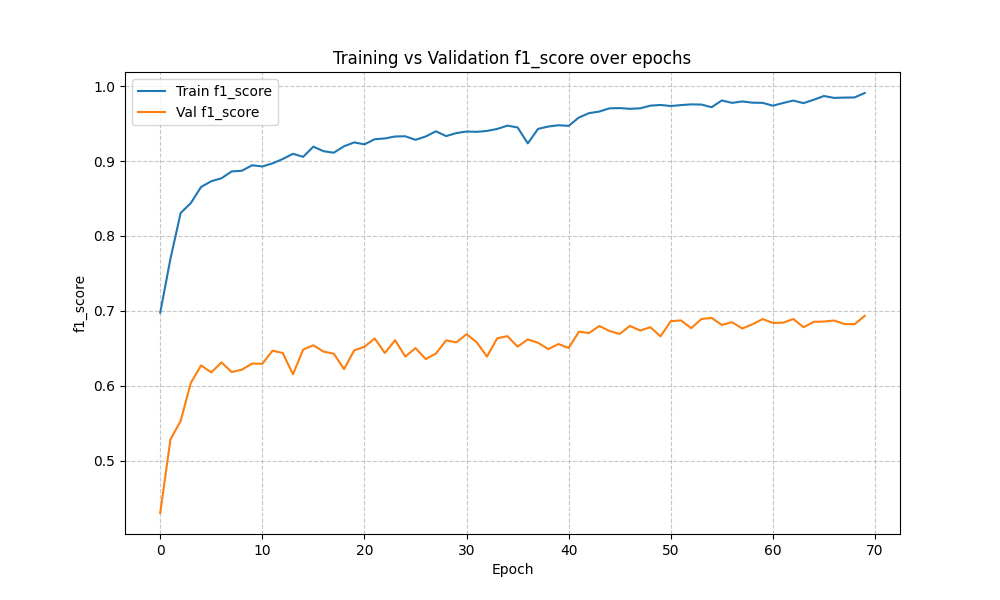 Training vs Validation f1_score over epochs
Train f1_score
Val f1_score
f1_score
1.0
0.9
0.8
0.7
0.6
0.5
0 10 20 30 40 50 60 70
Epoch